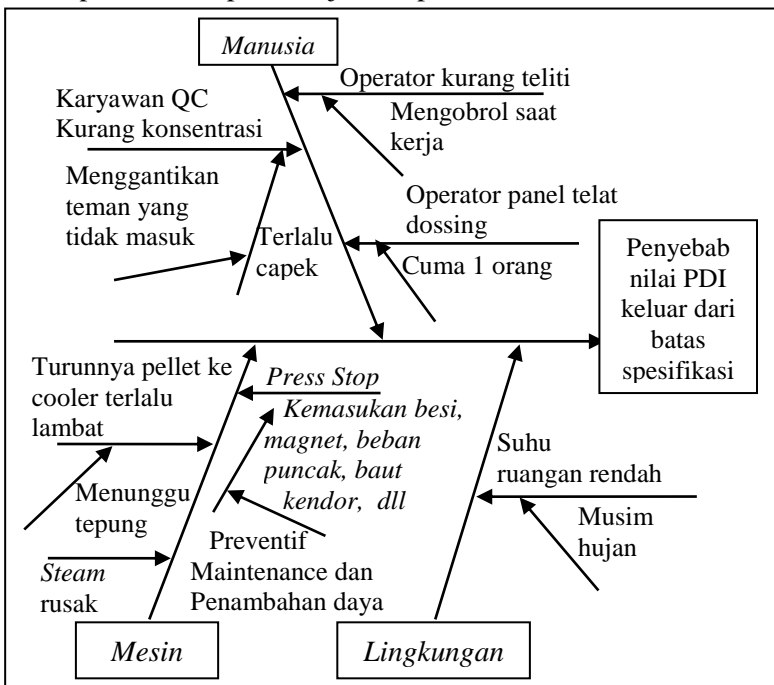 Manusia
Operator kurang teliti
Karyawan QC
Kurang konsentrasi
Mengobrol saat
kerja
Menggantikan
teman yang
tidak masuk
Terlalu
capek
Operator panel telat
dossing
Cuma 1 orang
Penyebab
nilai PDI
keluar dari
batas
spesifikasi
Turunnya pellet ke
cooler terlalu
lambat
Press Stop
Kemasukan besi,
magnet, beban
puncak, baut
kendor, dll
Menunggu
tepung
Suhu
ruangan rendah
Musim
hujan
Steam
rusak
Preventif
Maintenance dan
Penambahan daya
Mesin
Lingkungan